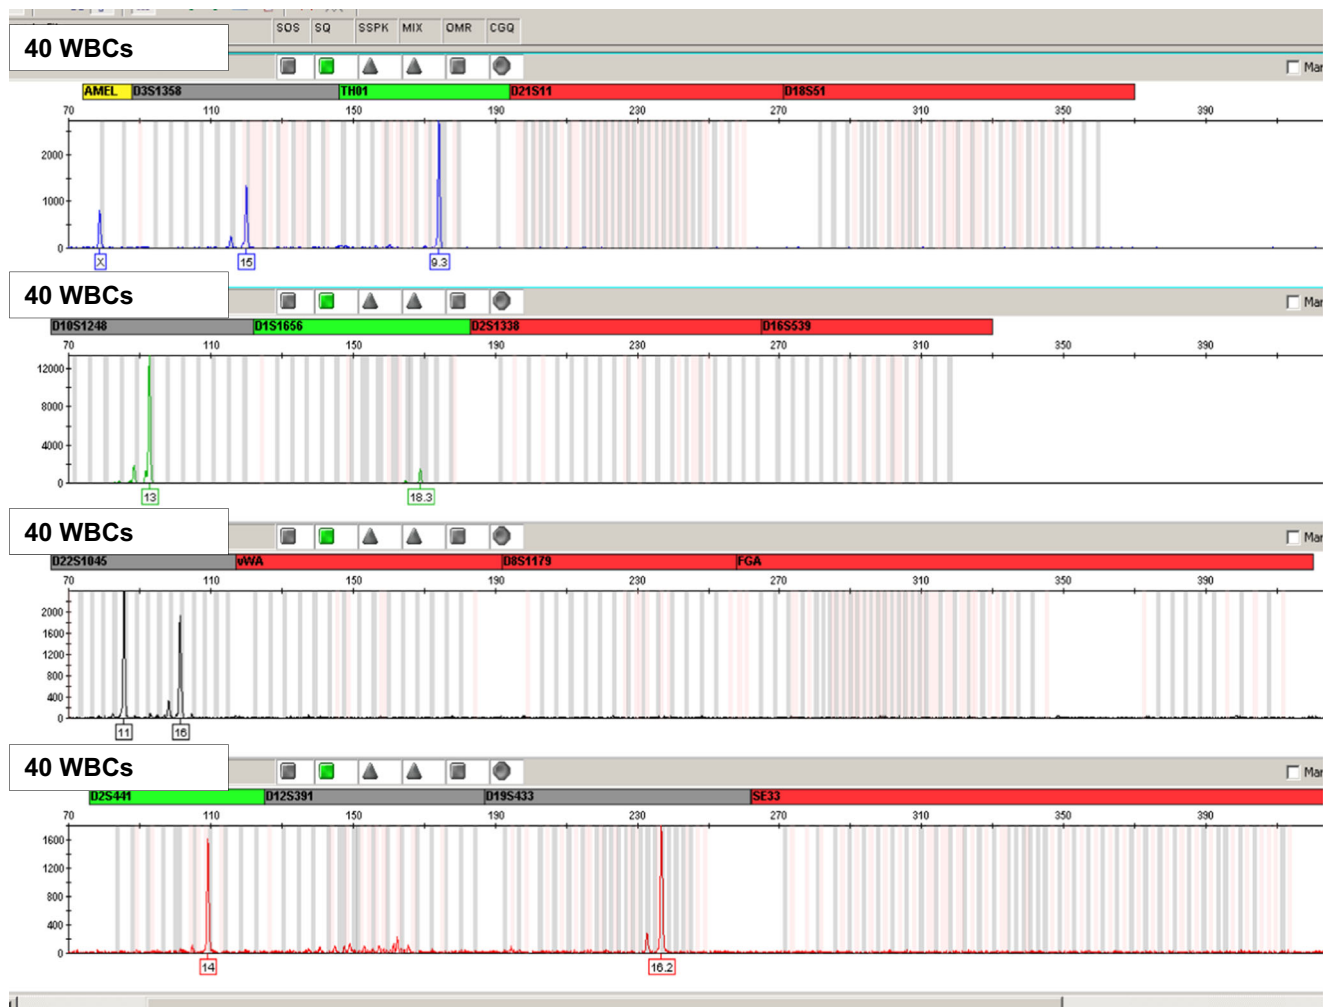 SOS SQ SSPK MIX OMR CGQ
40 WBCs
Mar
AMEL D3S1358 TH01 D21S11 D18S51
70 110 150 190 230 270 310 350 390
2000
1000
0
X 15 9.3
40 WBCs
Mar
D10S1248 D1S1656 D2S1338 D16S539
70 110 150 190 230 270 310 350 390
12000
8000
4000
0
13 18.3
40 WBCs
Mar
D22S1045 vWA D8S1179 FGA
70 110 150 190 230 270 310 350 390
2000
1600
1200
800
400
0
11 16
40 WBCs
Mar
D2S441 D12S391 D19S433 SE33
70 110 150 190 230 270 310 350 390
1600
1200
800
400
0
14 16.2